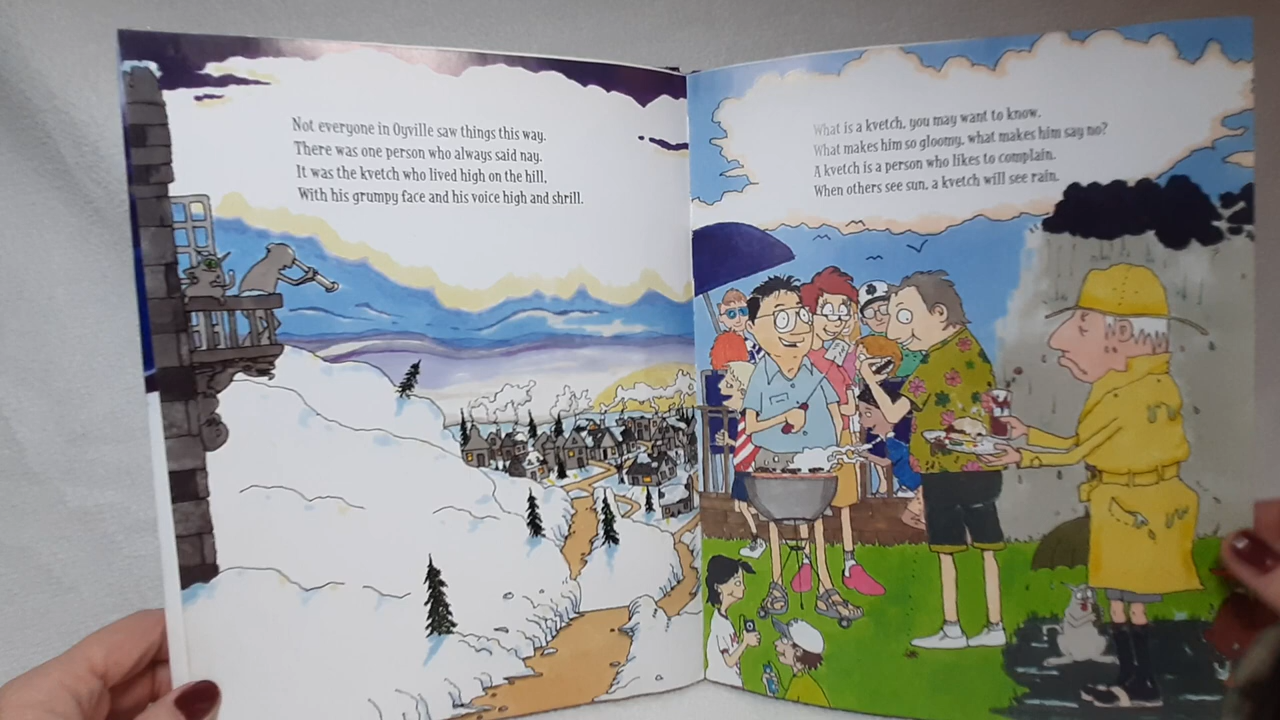 Not everyone in Oyville saw things this way.
There was one person who always said nay.
It was the kvetch who lived high on the hill,
With his grumpy face and his voice high and shrill.
What is a kvetch, you may want to know.
What makes him so gloomy, what makes him say no?
A kvetch is a person who likes to complain.
When others see sun, a kvetch will see rain.